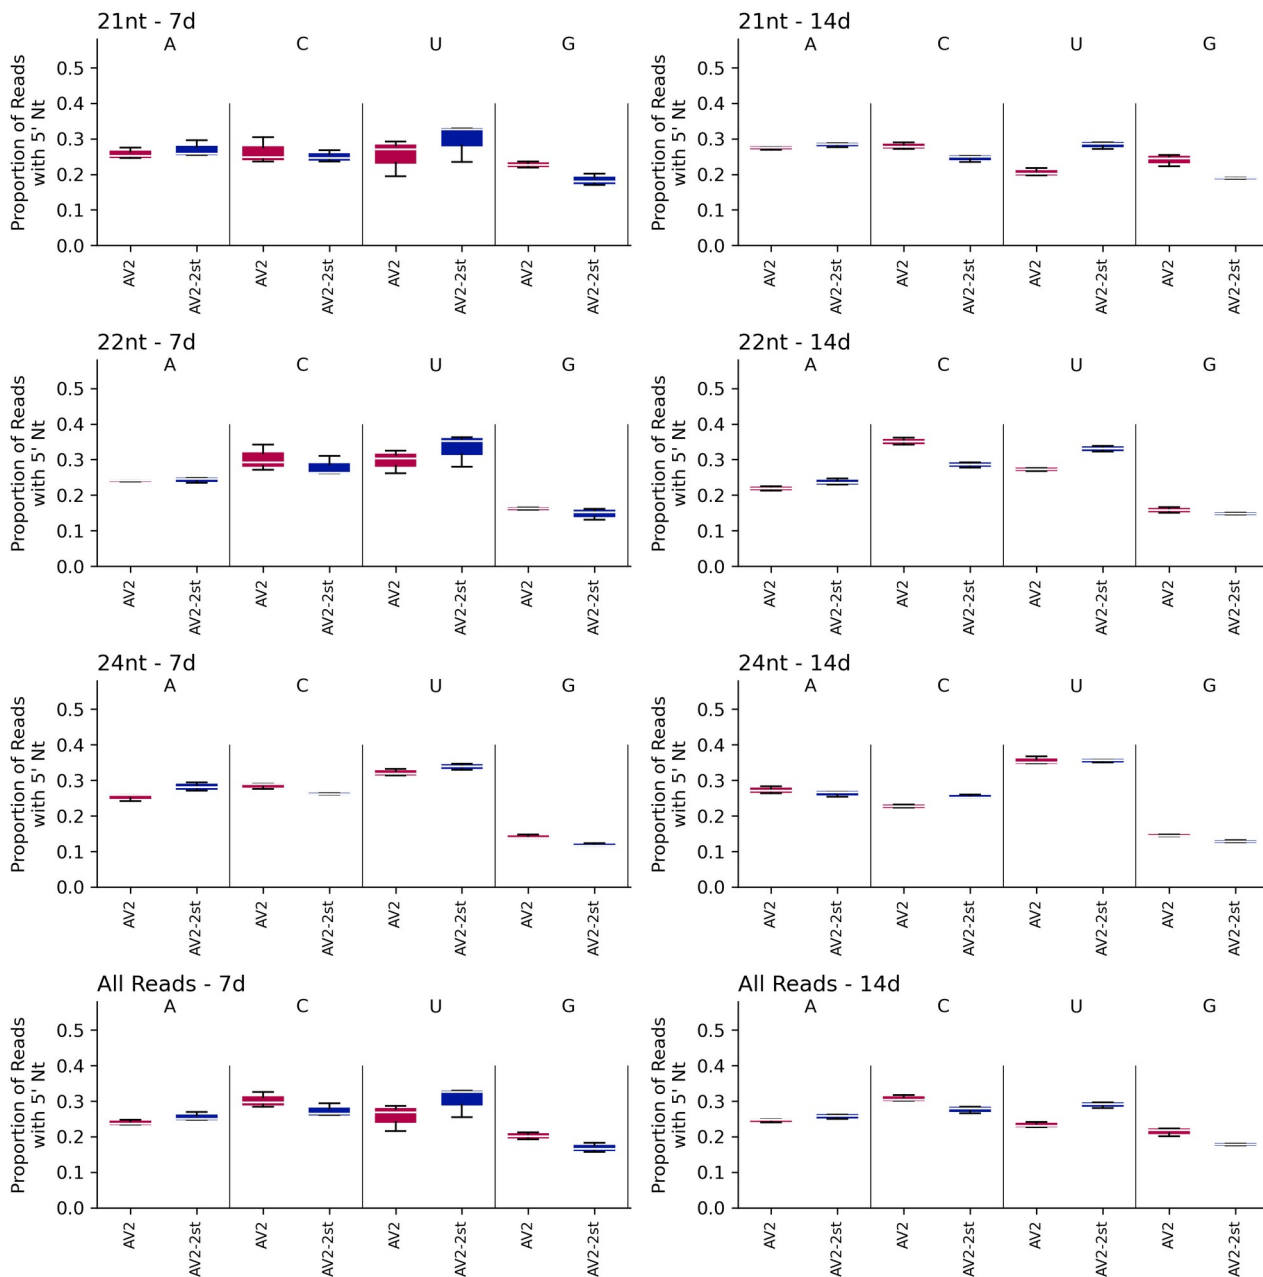 21nt - 7d
A C U G
Proportion of Reads
with 5' Nt
0.5
0.4
0.3
0.2
0.1
0.0
AV2 AV2-2st AV2 AV2-2st AV2 AV2-2st AV2 AV2-2st
21nt - 14d
A C U G
Proportion of Reads
with 5' Nt
0.5
0.4
0.3
0.2
0.1
0.0
AV2 AV2-2st AV2 AV2-2st AV2 AV2-2st AV2 AV2-2st
22nt - 7d
A C U G
Proportion of Reads
with 5' Nt
0.5
0.4
0.3
0.2
0.1
0.0
AV2 AV2-2st AV2 AV2-2st AV2 AV2-2st AV2 AV2-2st
22nt - 14d
A C U G
Proportion of Reads
with 5' Nt
0.5
0.4
0.3
0.2
0.1
0.0
AV2 AV2-2st AV2 AV2-2st AV2 AV2-2st AV2 AV2-2st
24nt - 7d
A C U G
Proportion of Reads
with 5' Nt
0.5
0.4
0.3
0.2
0.1
0.0
AV2 AV2-2st AV2 AV2-2st AV2 AV2-2st AV2 AV2-2st
24nt - 14d
A C U G
Proportion of Reads
with 5' Nt
0.5
0.4
0.3
0.2
0.1
0.0
AV2 AV2-2st AV2 AV2-2st AV2 AV2-2st AV2 AV2-2st
All Reads - 7d
A C U G
Proportion of Reads
with 5' Nt
0.5
0.4
0.3
0.2
0.1
0.0
AV2 AV2-2st AV2 AV2-2st AV2 AV2-2st AV2 AV2-2st
All Reads - 14d
A C U G
Proportion of Reads
with 5' Nt
0.5
0.4
0.3
0.2
0.1
0.0
AV2 AV2-2st AV2 AV2-2st AV2 AV2-2st AV2 AV2-2st